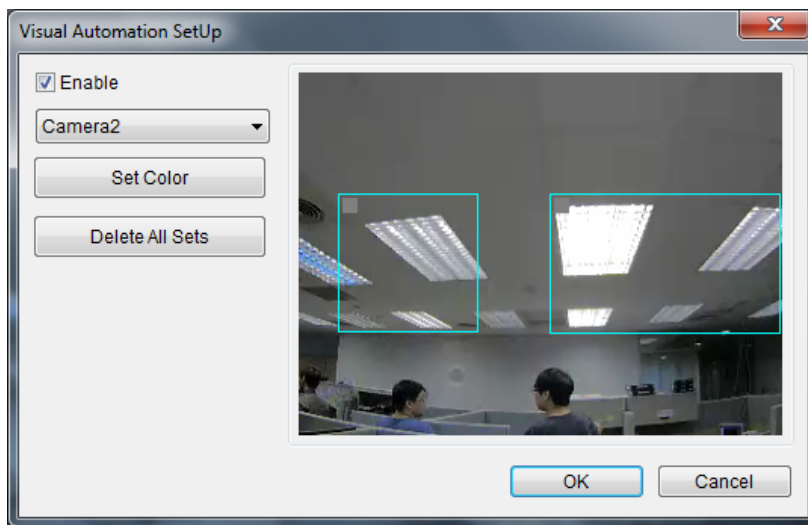 Visual Automation SetUp
Enable
Camera2
Set Color
Delete All Sets
OK
Cancel